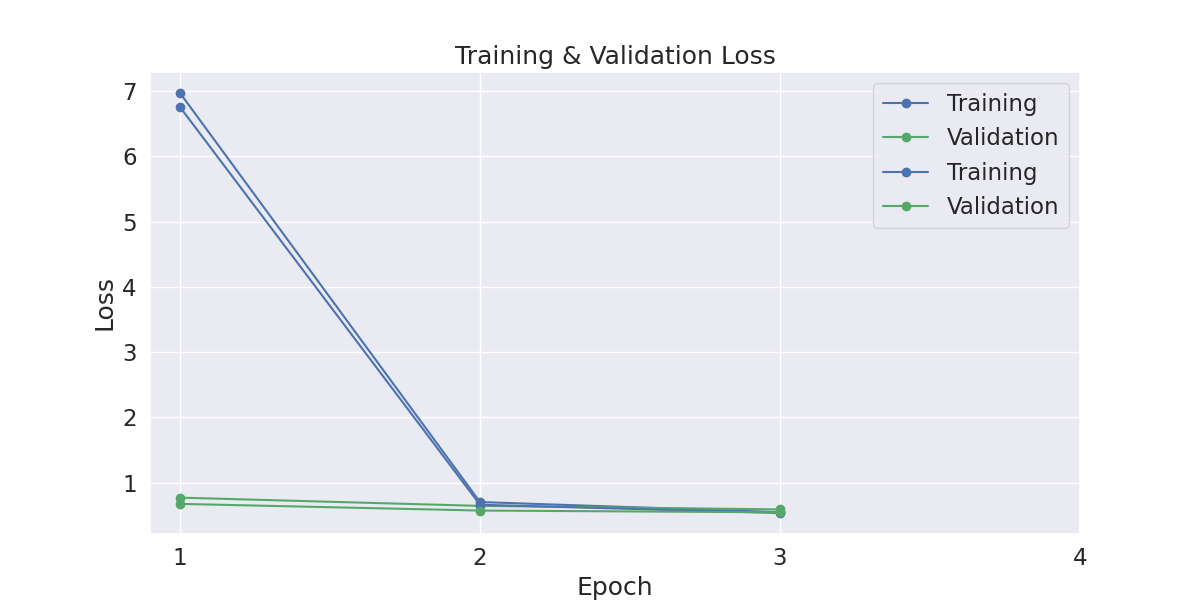 Training & Validation Loss
7
6
5
4
3
2
1
Loss
Training
Validation
Training
Validation
1 2 3 4
Epoch